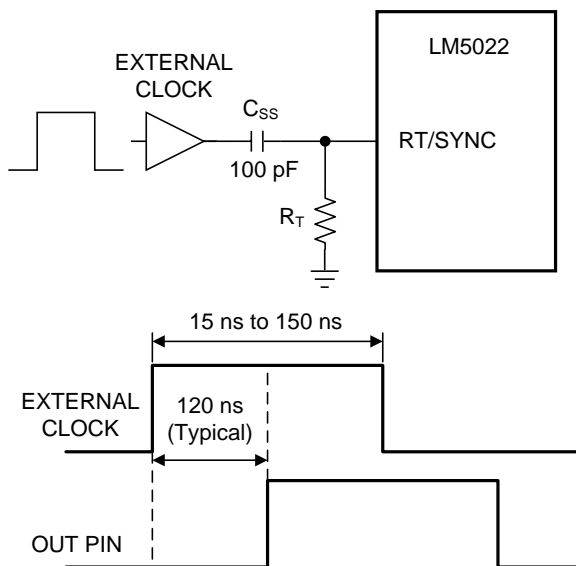 LM5022
EXTERNAL
CLOCK
CSS
100 pF
RT/SYNC
RT
15 ns to 150 ns
EXTERNAL
CLOCK
120 ns
(Typical)
OUT PIN